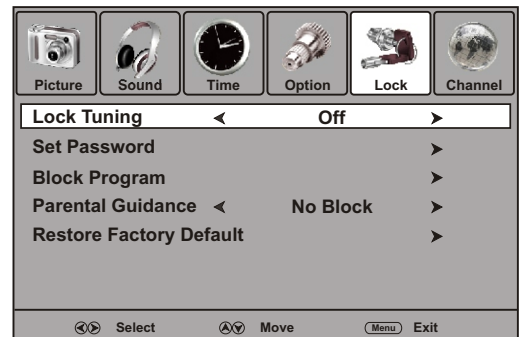 Picture Sound Time Option Lock Channel
Lock Tuning Off
Set Password
Block Program
Parental Guidance No Block
Restore Factory Default
Select Move Menu Exit